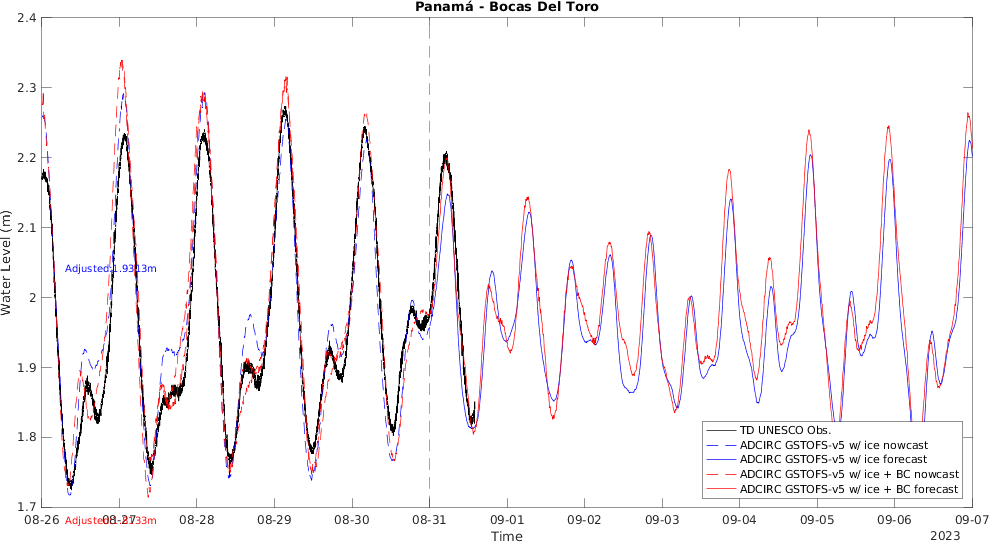 Panamá - Bocas Del Toro
2.4
2.3
2.2
2.1
2
1.9
1.8
1.7
Water Level (m)
Adjusted:1.9313m
TD UNESCO Obs.
ADCIRC GSTOFS-v5 w/ ice nowcast
ADCIRC GSTOFS-v5 w/ ice forecast
ADCIRC GSTOFS-v5 w/ ice + BC nowcast
ADCIRC GSTOFS-v5 w/ ice + BC forecast
08-26 08-27 08-28 08-29 08-30 08-31 09-01 09-02 09-03 09-04 09-05 09-06 09-07
Time
2023